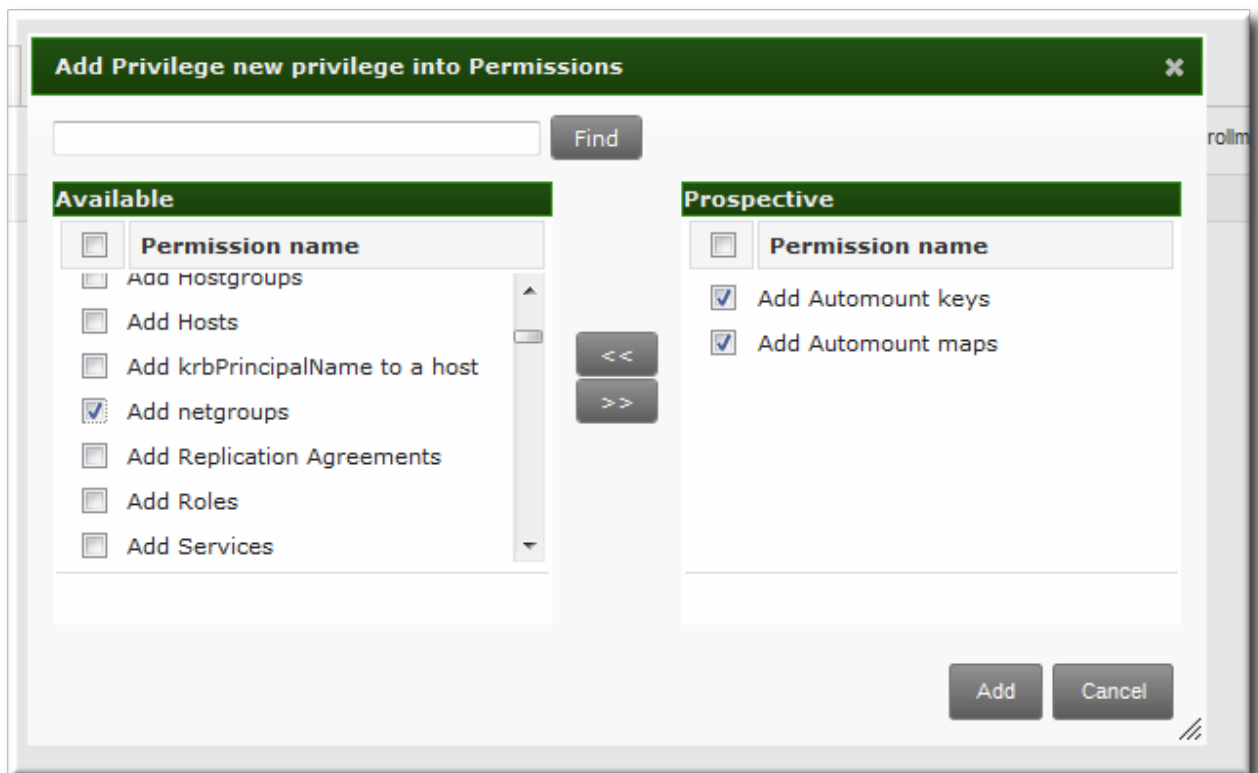 Add Privilege new privilege into Permissions
Find
rollm
Available
Permission name
Add Hostgroups
Add Hosts
Add krbPrincipalName to a host
Add netgroups
Add Replication Agreements
Add Roles
Add Services
<<
>>
Prospective
Permission name
Add Automount keys
Add Automount maps
Add
Cancel